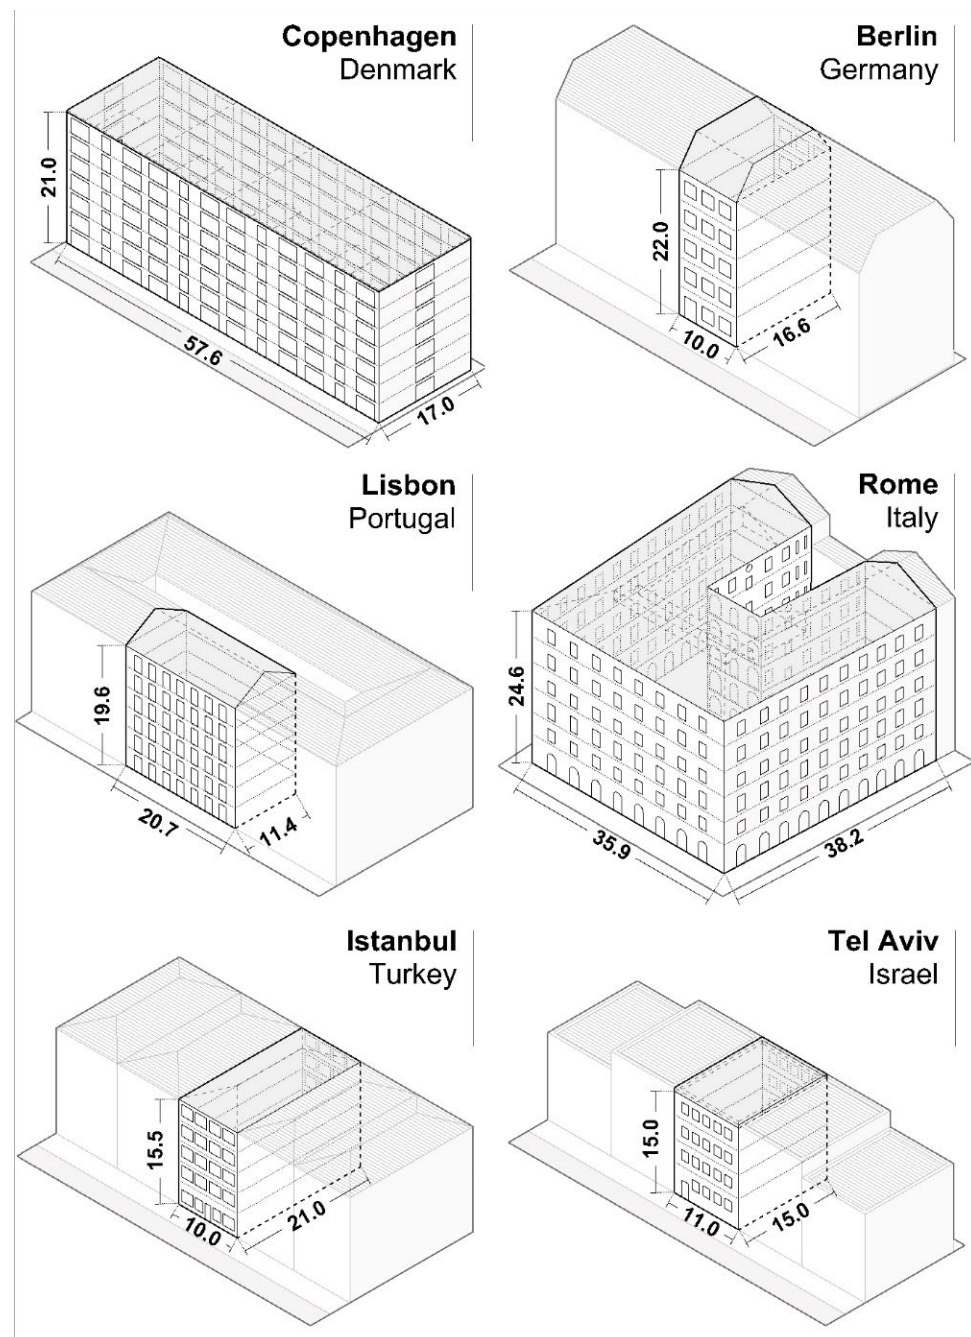 Copenhagen
Denmark
21.0
57.6
17.0
Berlin
Germany
22.0
10.0
16.6
Lisbon
Portugal
19.6
20.7
11.4
Rome
Italy
24.6
35.9
38.2
Istanbul
Turkey
15.5
10.0
21.0
Tel Aviv
Israel
15.0
11.0
15.0